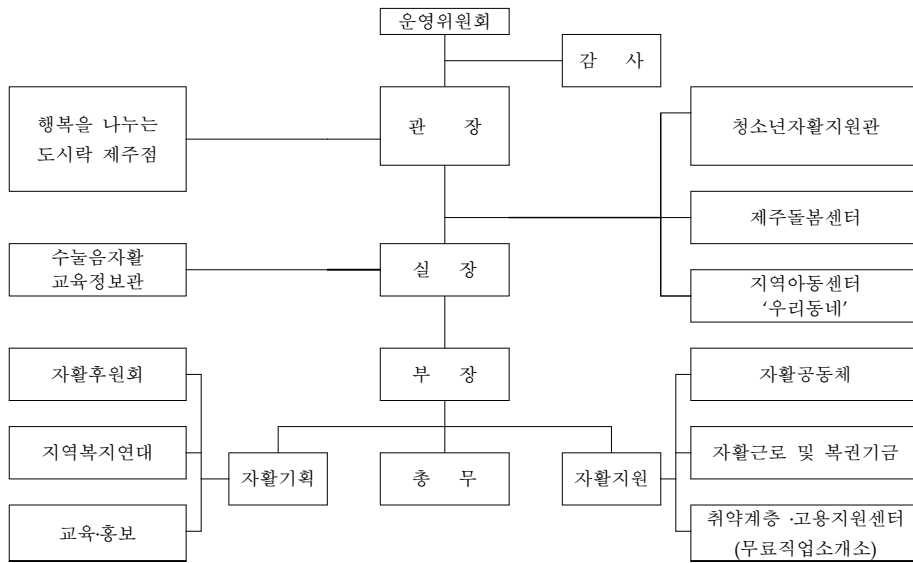 운영위원회
감 사
행복을 나누는
도시락 제주점
관 장
청소년자활지원관
제주돌봄센터
수눌음자활
교육정보관
실 장
지역아동센터
‘우리동네’
자활후원회
부 장
자활공동체
지역복지연대
자활기획
총 무
자활지원
자활근로 및 복권기금
교육·홍보
취약계층 ·고용지원센터
(무료직업소개소)